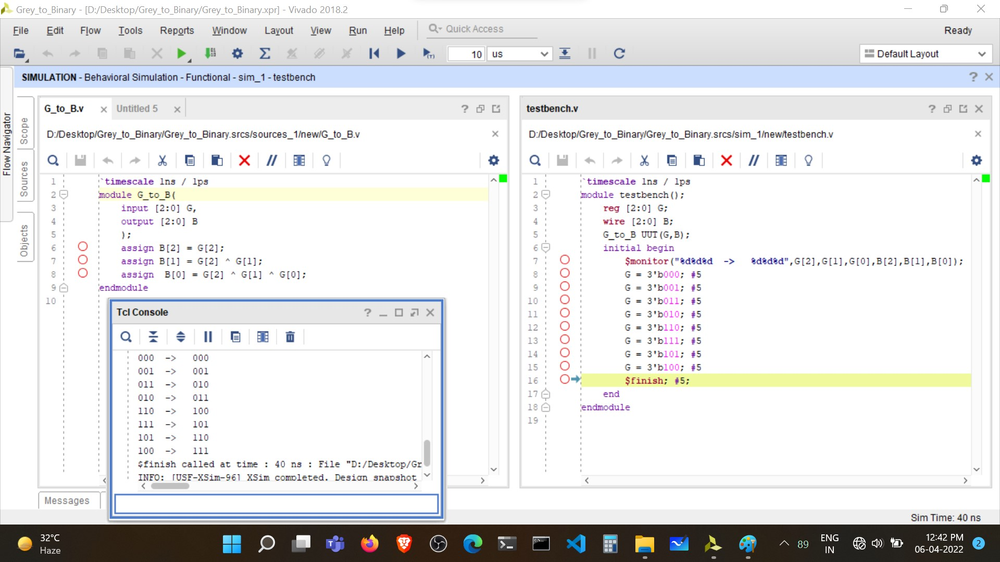 Grey_to_Binary - [D:/Desktop/Grey_to_Binary/Grey_to_Binary.xpr] - Vivado 2018.2
File Edit Flow Tools Reports Window Layout View Run Help Quick Access Ready
10 us Default Layout
SIMULATION - Behavioral Simulation - Functional - sim_1 - testbench
Flow Navigator
Scope
Sources
Objects
G_to_B.v Untitled 5
D:/Desktop/Grey_to_Binary/Grey_to_Binary.srcs/sources_1/new/G_to_B.v
1 `timescale 1ns / 1ps
2 module G_to_B(
3 input [2:0] G,
4 output [2:0] B
5 );
6 assign B[2] = G[2];
7 assign B[1] = G[2] ^ G[1];
8 assign B[0] = G[2] ^ G[1] ^ G[0];
9 endmodule
10
Tcl Console
000 -> 000
001 -> 001
011 -> 010
010 -> 011
110 -> 100
111 -> 101
101 -> 110
100 -> 111
$finish called at time : 40 ns : File "D:/Desktop/Gr
INFO: [USF-XSim-96] XSim completed. Design snapshot
Messages
testbench.v
D:/Desktop/Grey_to_Binary/Grey_to_Binary.srcs/sim_1/new/testbench.v
1 `timescale 1ns / 1ps
2 module testbench();
3 reg [2:0] G;
4 wire [2:0] B;
5 G_to_B UUT(G,B);
6 initial begin
7 $monitor("%d%d%d -> %d%d%d",G[2],G[1],G[0],B[2],B[1],B[0]);
8 G = 3'b000; #5
9 G = 3'b001; #5
10 G = 3'b011; #5
11 G = 3'b010; #5
12 G = 3'b110; #5
13 G = 3'b111; #5
14 G = 3'b101; #5
15 G = 3'b100; #5
16 $finish; #5;
17 end
18 endmodule
19
Sim Time: 40 ns
32°C
Haze
89
ENG
IN
12:42 PM
06-04-2022
2